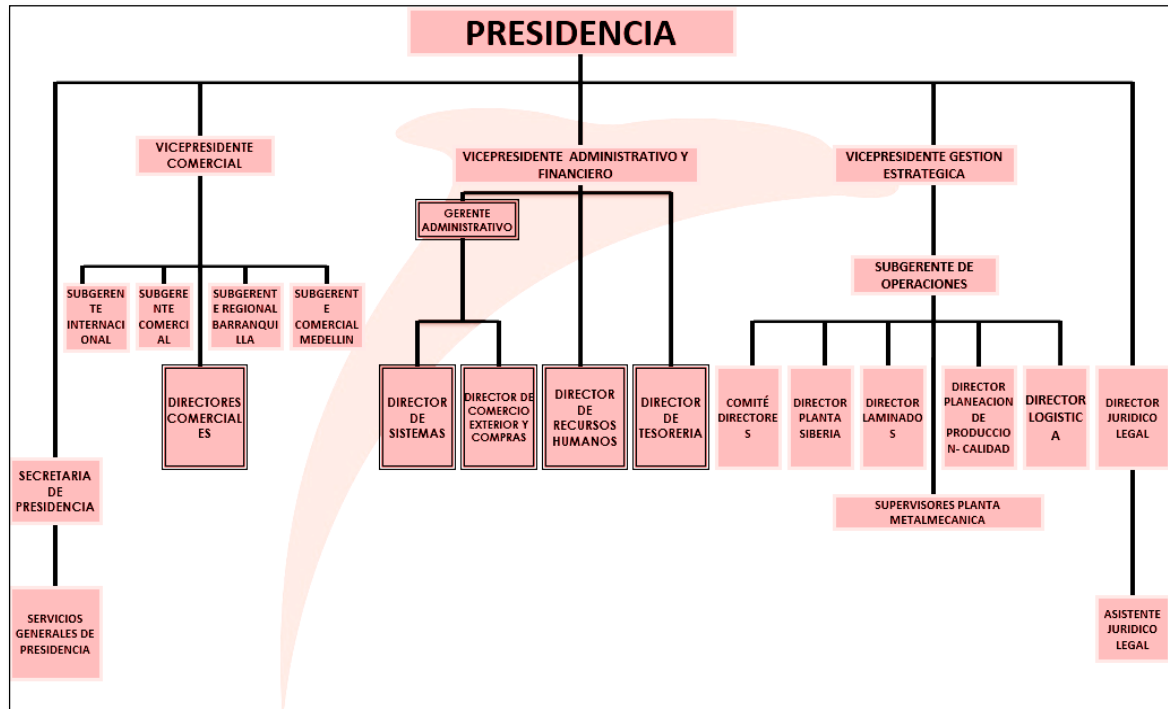 PRESIDENCIA
VICEPRESIDENTE
COMERCIAL
VICEPRESIDENTE ADMINISTRATIVO Y
FINANCIERO
VICEPRESIDENTE GESTION
ESTRATEGICA
GERENTE
ADMINISTRATIVO
SUBGEREN
TE
INTERNACI
ONAL
SUBGERE
NTE
COMERCI
AL
SUBGERENT
E REGIONAL
BARRANQUI
LLA
SUBGERENT
E
COMERCIAL
MEDELLIN
SUBGERENTE DE
OPERACIONES
DIRECTORES
COMERCIAL
ES
DIRECTOR
DE
SISTEMAS
DIRECTOR DE
COMERCIO
EXTERIOR Y
COMPRAS
DIRECTOR
DE
RECURSOS
HUMANOS
DIRECTOR
DE
TESORERIA
COMITÉ
DIRECTORE
S
DIRECTOR
PLANTA
SIBERIA
DIRECTOR
LAMINADO
S
DIRECTOR
PLANEACION
DE
PRODUCCIO
N- CALIDAD
DIRECTOR
LOGISTIC
A
DIRECTOR
JURIDICO
LEGAL
SECRETARIA
DE
PRESIDENCIA
SUPERVISORES PLANTA
METALMECANICA
SERVICIOS
GENERALES DE
PRESIDENCIA
ASISTENTE
JURIDICO
LEGAL